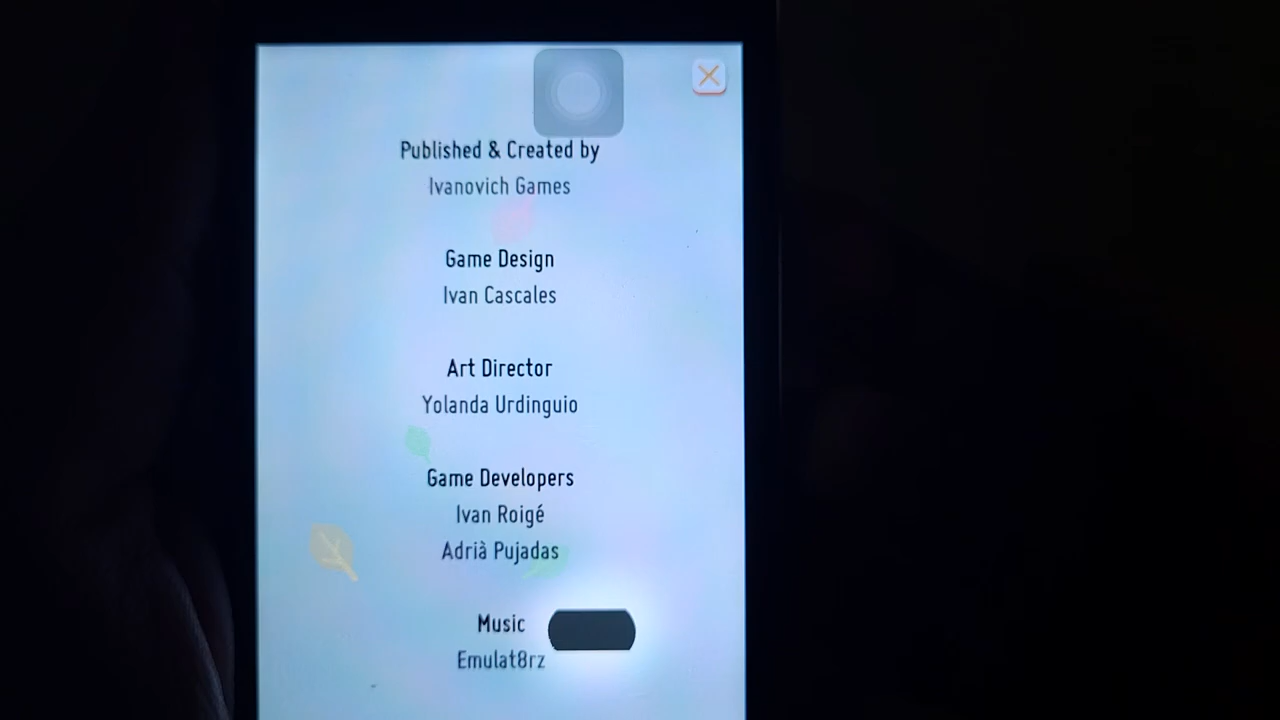 Published & Created by
Ivanovich Games
Game Design
Ivan Cascales
Art Director
Yolanda Urdinguio
Game Developers
Ivan Roigé
Adrià Pujadas
Music
Emulat8rz